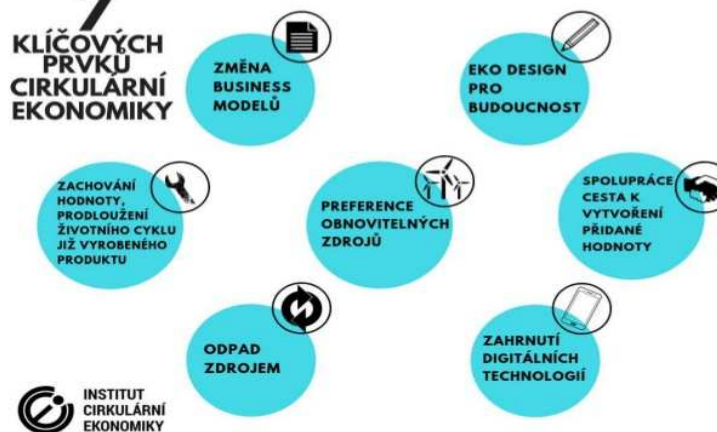 7
KLÍČOVÝCH
PRVKŮ
CIRKULÁRNÍ
EKONOMIKY
ZMĚNA
BUSINESS
MODELŮ
EKO DESIGN
PRO
BUDOUCNOST
ZACHOVÁNÍ
HODNOTY,
PRODLOUŽENÍ
ŽIVOTNÍHO CYKLU
JIŽ VYROBENÉHO
PRODUKTU
PREFERENCE
OBNOVITELNÝCH
ZDROJŮ
SPOLUPRÁCE
CESTA K
VYTVOŘENÍ
PŘIDANÉ
HODNOTY
ODPAD
ZDROJEM
ZAHRNUTÍ
DIGITÁLNÍCH
TECHNOLOGIÍ
INSTITUT
CIRKULÁRNÍ
EKONOMIKY